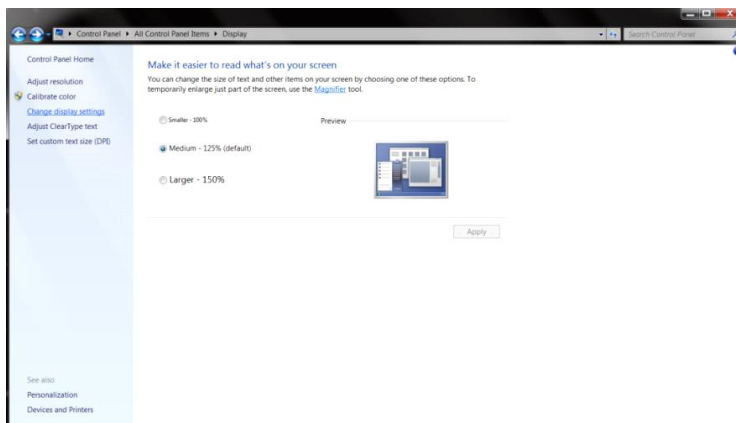 Control Panel ▸ All Control Panel Items ▸ Display
Search Control Panel
Control Panel Home
Adjust resolution
Calibrate color
Change display settings
Adjust ClearType text
Set custom text size (DPI)
See also
Personalization
Devices and Printers
Make it easier to read what's on your screen
You can change the size of text and other items on your screen by choosing one of these options. To
temporarily enlarge just part of the screen, use the Magnifier tool.
Smaller - 100%
Preview
Medium - 125% (default)
Larger - 150%
Apply